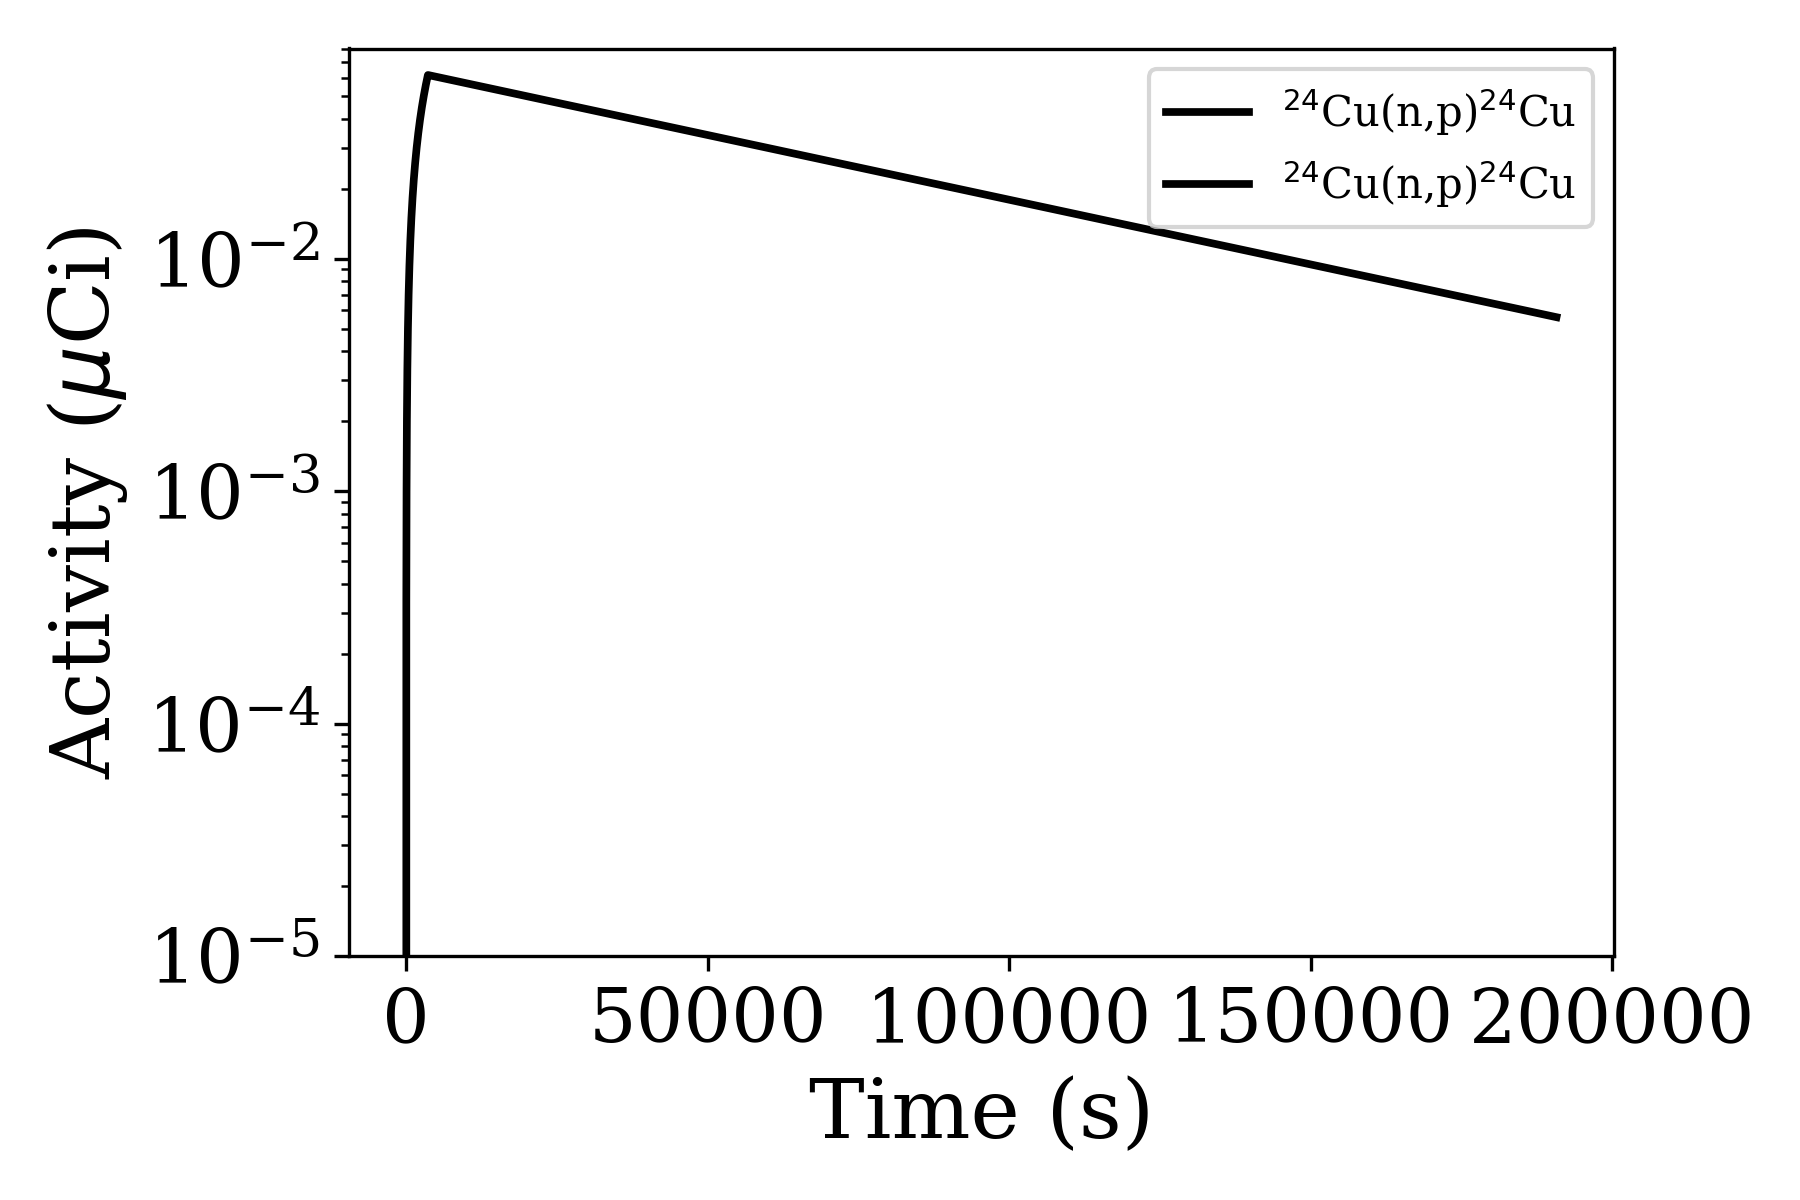 ²⁴Cu(n,p)²⁴Cu
²⁴Cu(n,p)²⁴Cu
Activity (μCi)
10⁻²
10⁻³
10⁻⁴
10⁻⁵
0 50000 100000 150000 200000
Time (s)